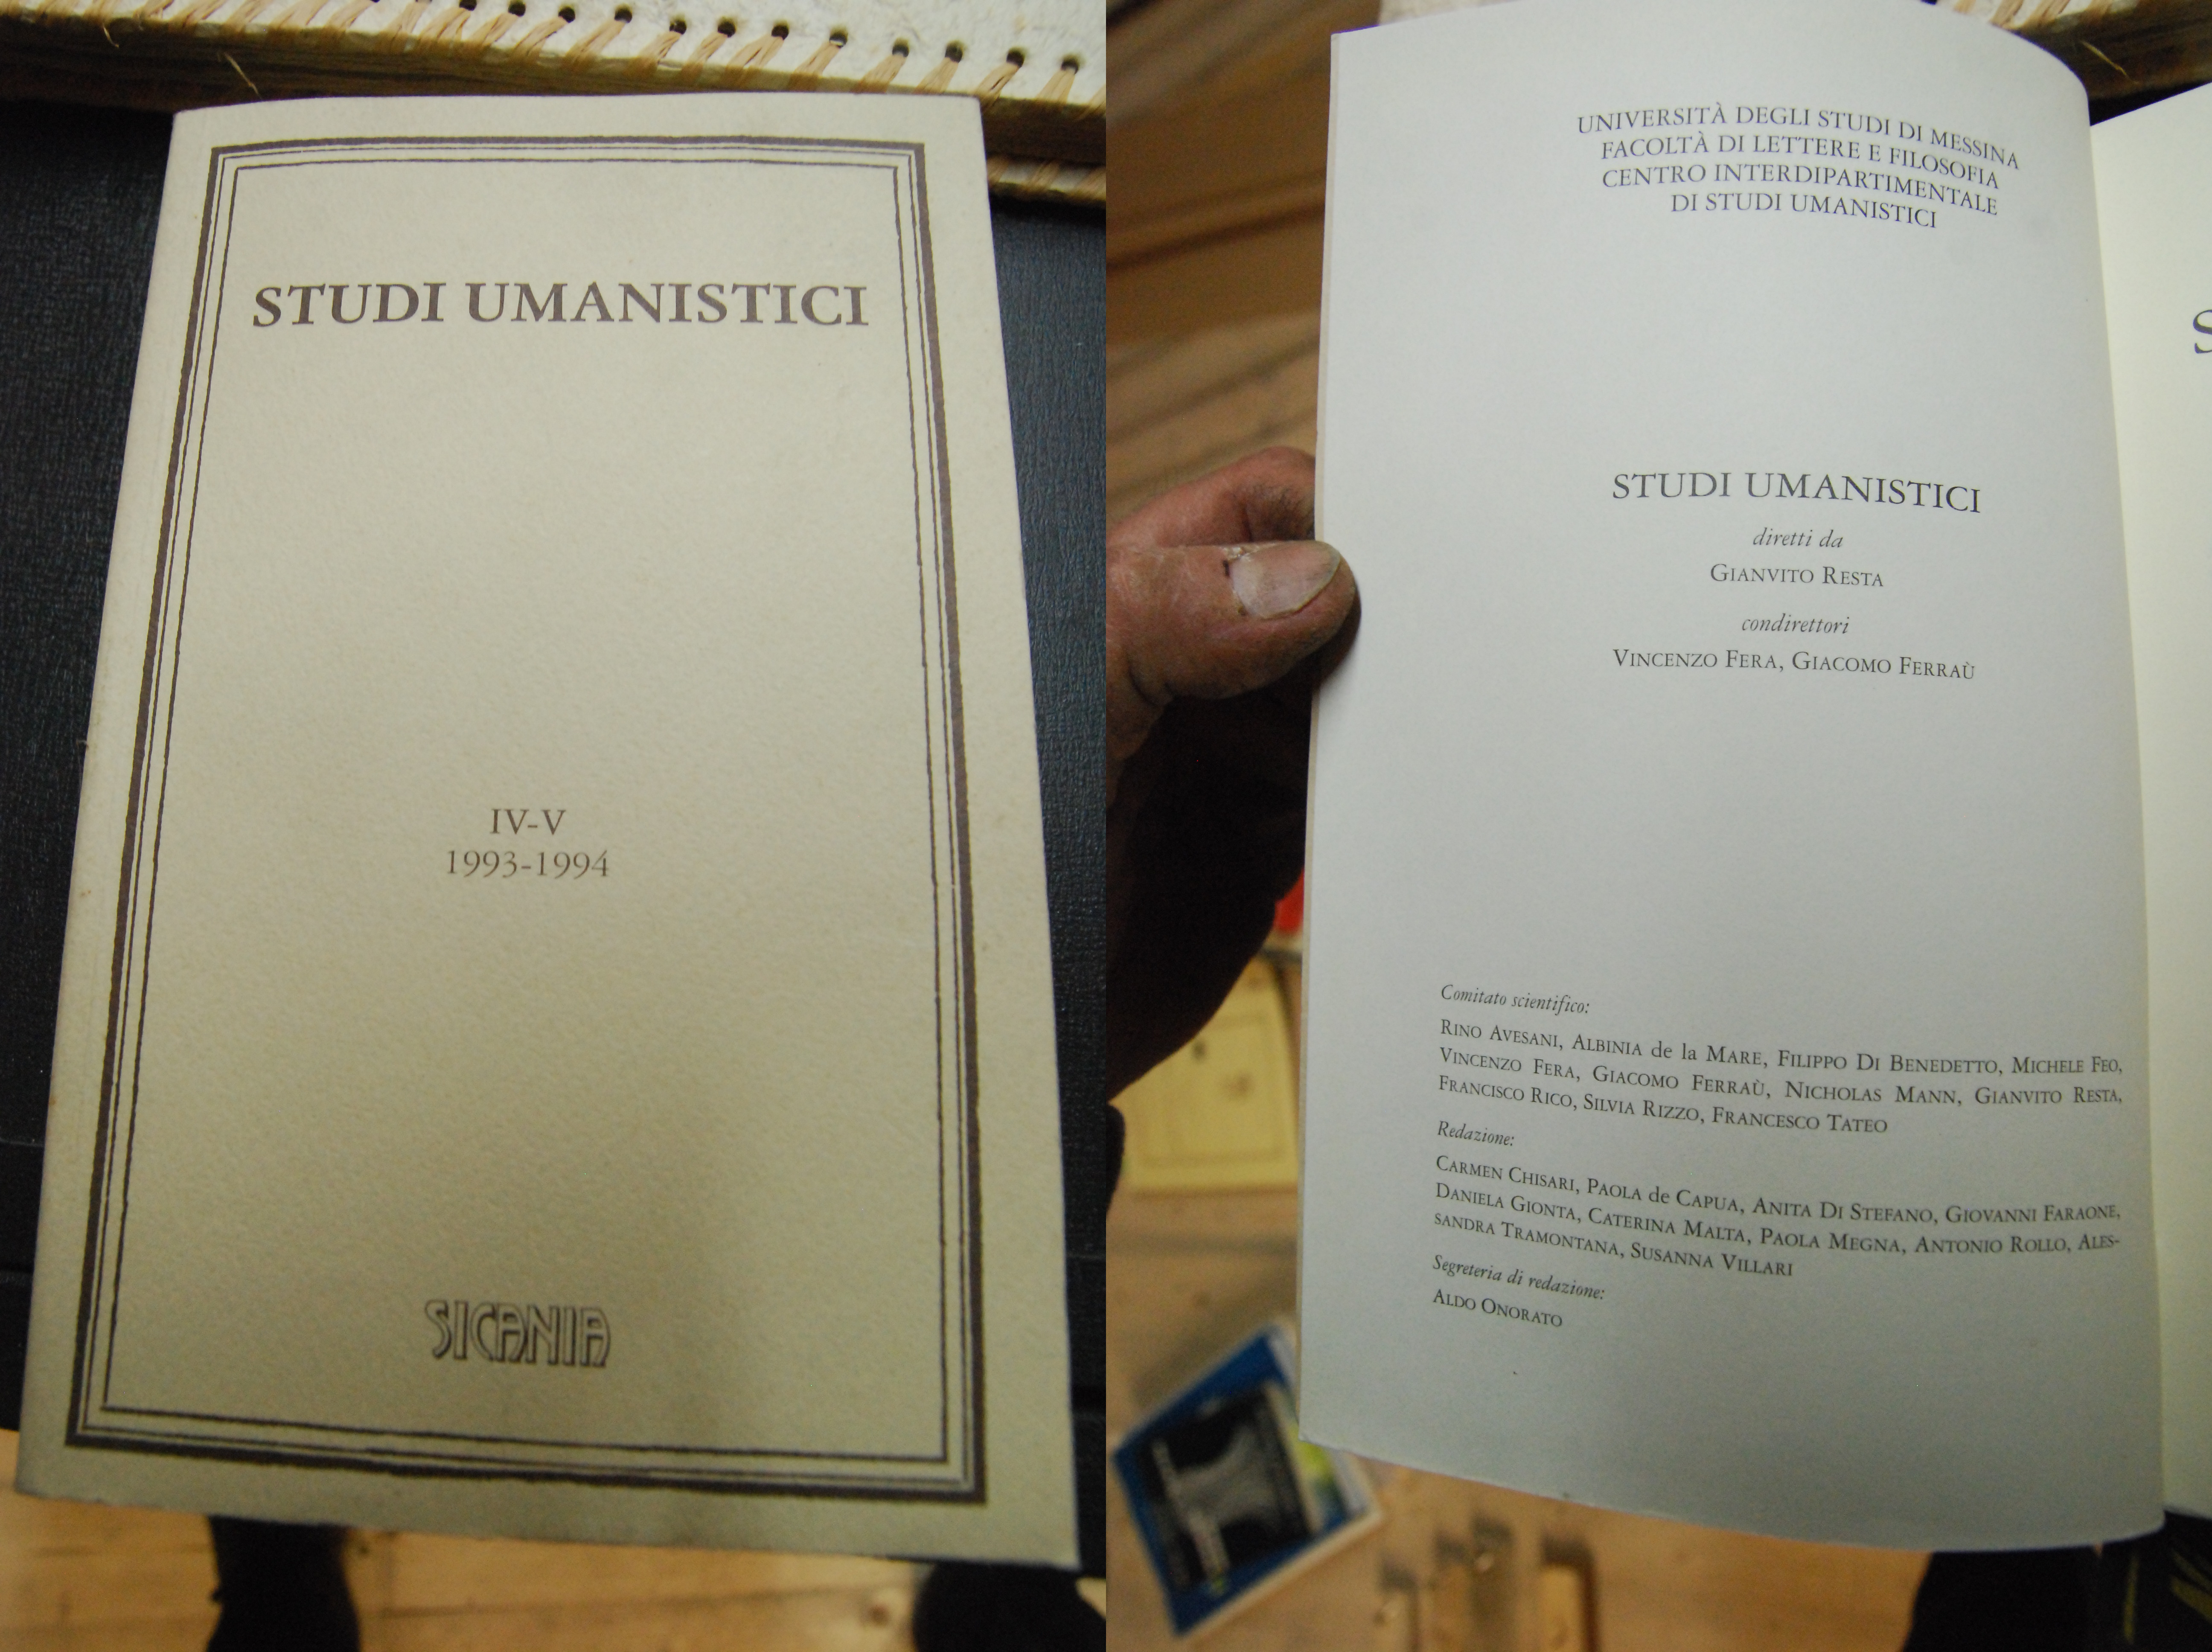 STUDI UMANISTICI
IV-V
1993-1994
SICANIA
UNIVERSITÀ DEGLI STUDI DI MESSINA
FACOLTÀ DI LETTERE E FILOSOFIA
CENTRO INTERDIPARTIMENTALE
DI STUDI UMANISTICI
STUDI UMANISTICI
diretti da
GIANVITO RESTA
condirettori
VINCENZO FERA, GIACOMO FERRAÙ
Comitato scientifico:
RINO AVESANI, ALBINIA de la MARE, FILIPPO DI BENEDETTO, MICHELE FEO,
VINCENZO FERA, GIACOMO FERRAÙ, NICHOLAS MANN, GIANVITO RESTA,
FRANCISCO RICO, SILVIA RIZZO, FRANCESCO TATEO
Redazione:
CARMEN CHISARI, PAOLA de CAPUA, ANITA DI STEFANO, GIOVANNI FARAONE,
DANIELA GIONTA, CATERINA MALTA, PAOLA MEGNA, ANTONIO ROLLO, ALES-
SANDRA TRAMONTANA, SUSANNA VILLARI
Segreteria di redazione:
ALDO ONORATO
S